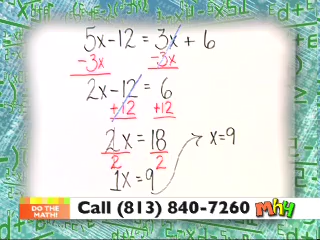 5x-12 = 3x + 6
-3x -3x
2x-12 = 6
+12 +12
2x = 18
2 2
1x = 9
x=9
DO THE MATH!
Call (813) 840-7260
mh4